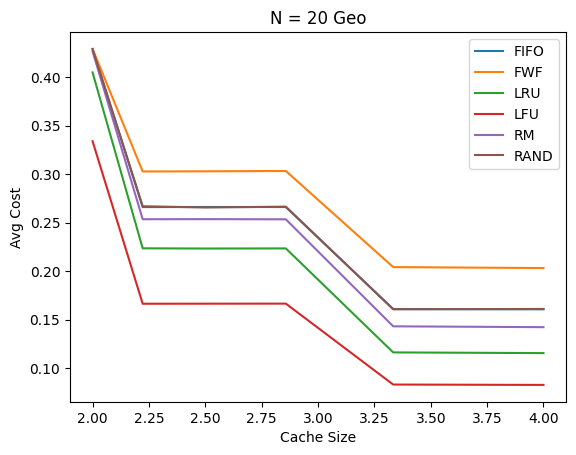 N = 20 Geo
FIFO
FWF
LRU
LFU
RM
RAND
Avg Cost
0.40
0.35
0.30
0.25
0.20
0.15
0.10
2.00 2.25 2.50 2.75 3.00 3.25 3.50 3.75 4.00
Cache Size